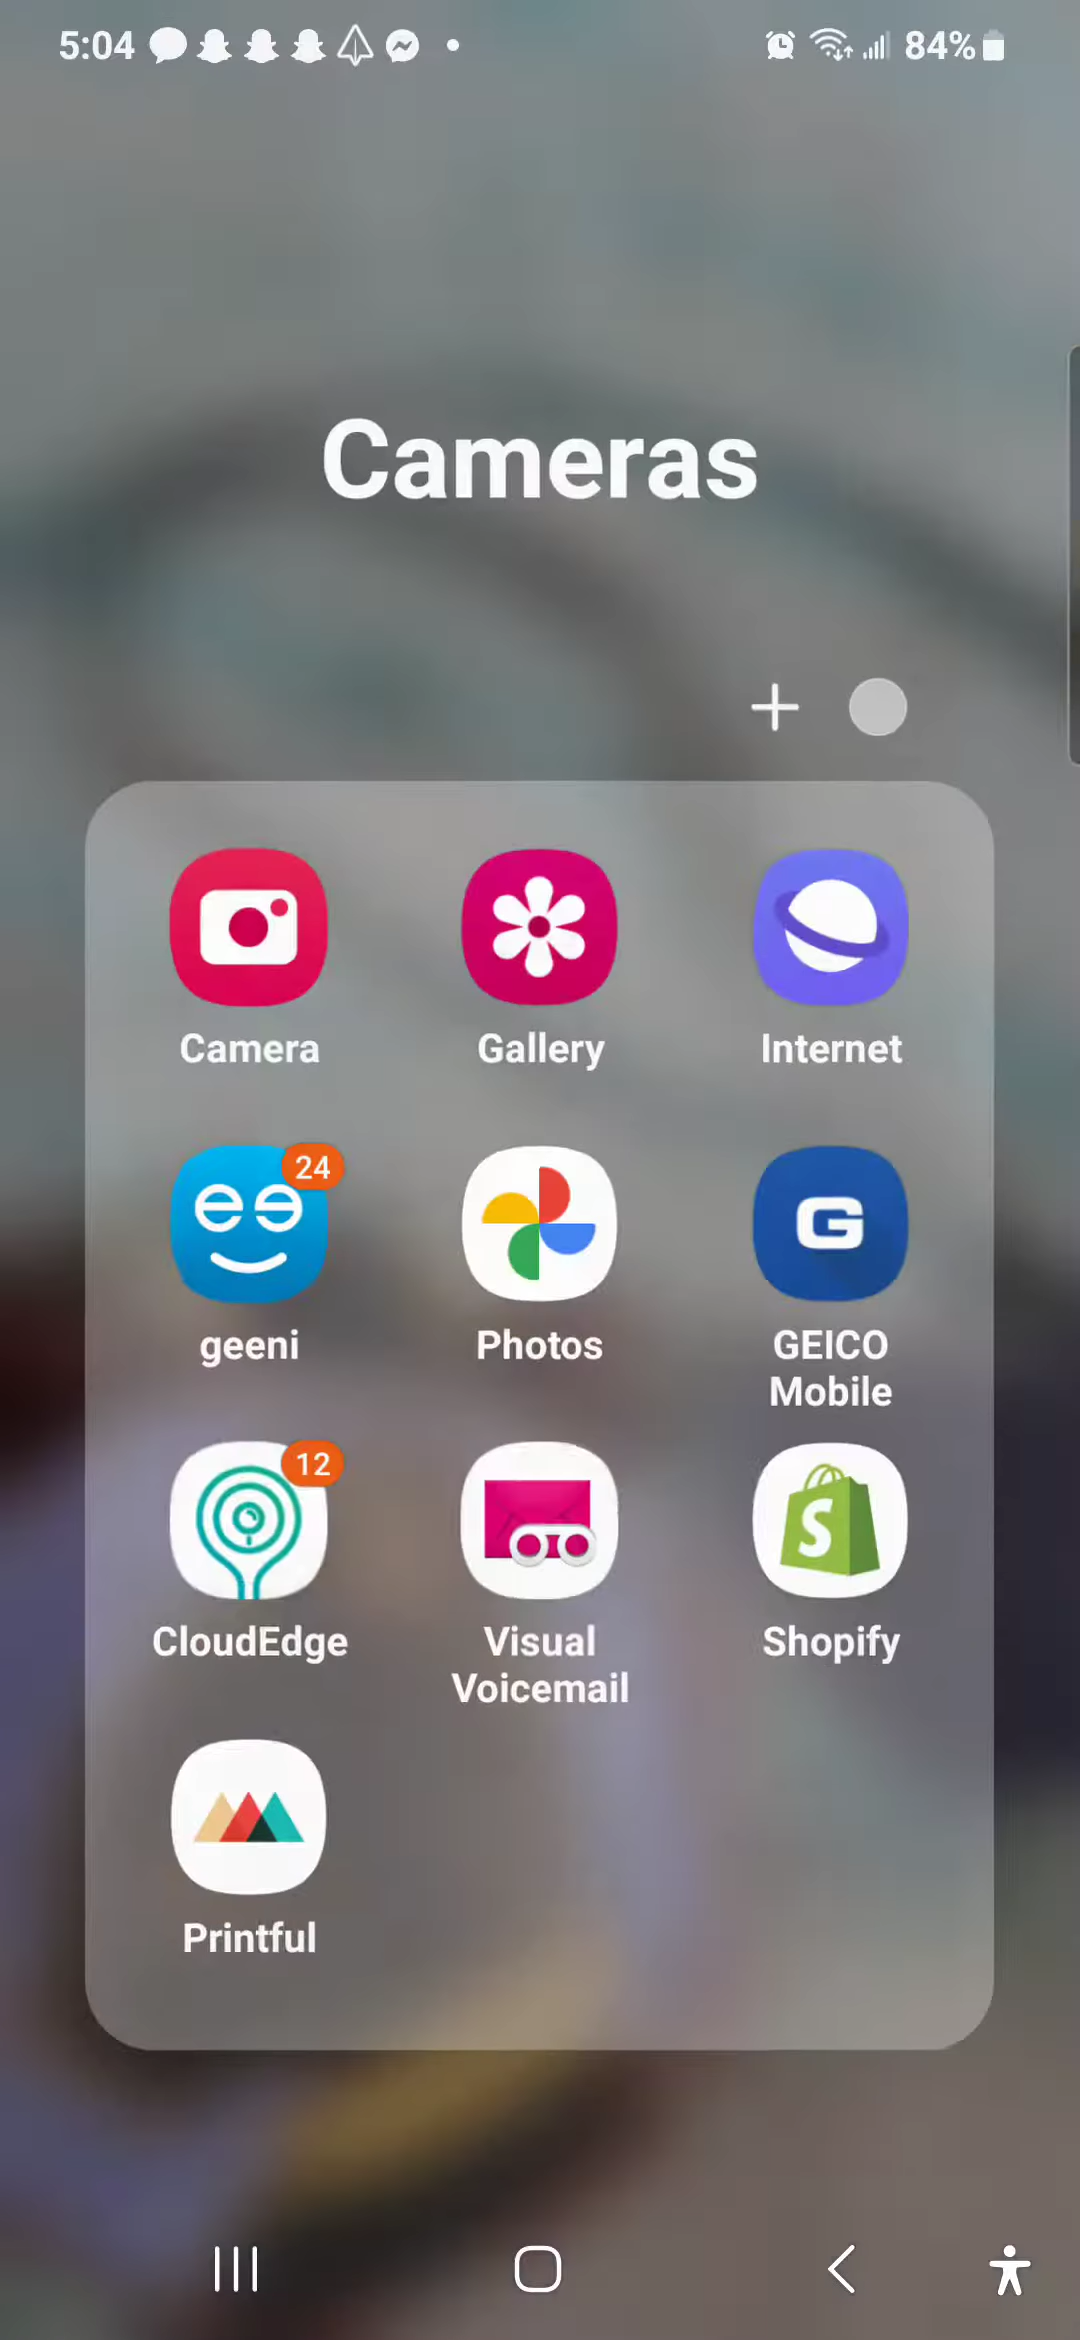 5:04 84%
Cameras
Camera Gallery Internet
24
geeni Photos GEICO
Mobile
12
CloudEdge Visual Shopify
Voicemail
Printful